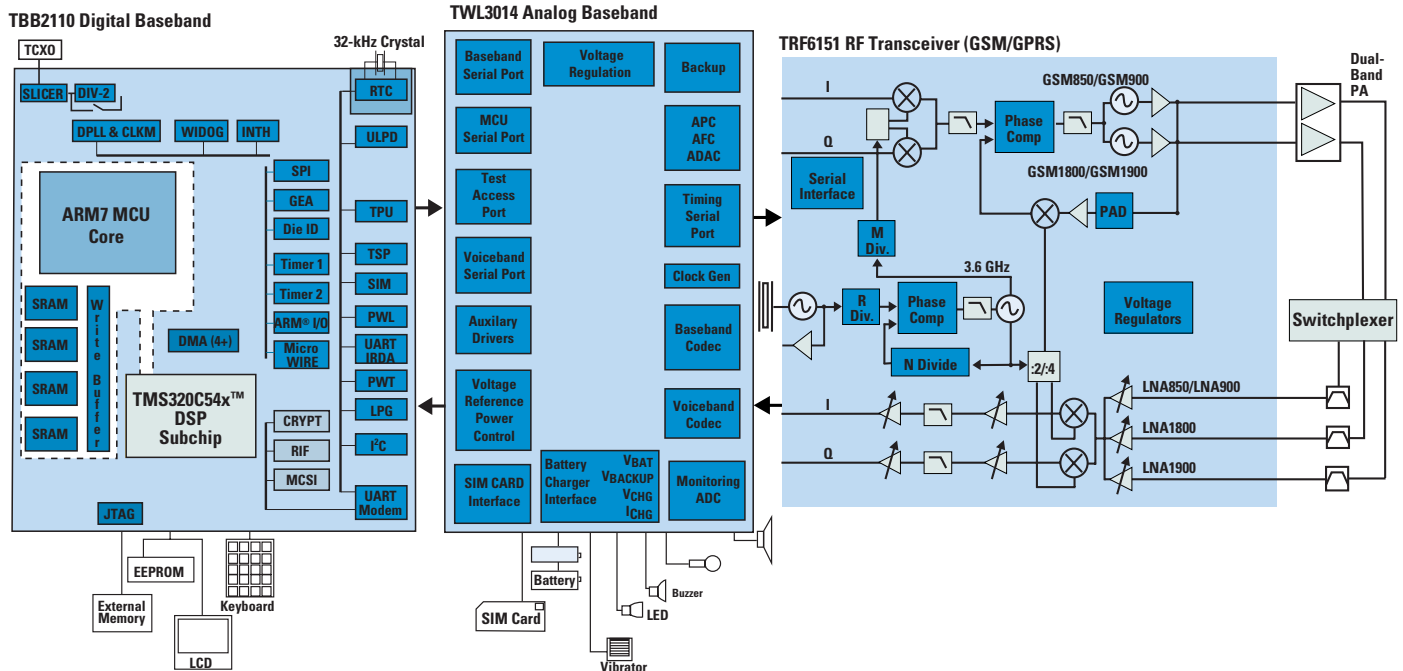 TBB2110 Digital Baseband
TCXO
32-kHz Crystal
SLICER
DIV-2
RTC
DPLL & CLKM
WIDOG
INTH
ULPD
ARM7 MCU
Core
SPI
GEA
Die ID
TPU
Timer 1
TSP
Timer 2
SIM
ARM® I/O
PWL
Micro
WIRE
UART
IRDA
SRAM
SRAM
SRAM
SRAM
Write Buffer
DMA (4+)
PWT
TMS320C54x™
DSP
Subchip
LPG
CRYPT
I²C
RIF
MCSI
UART
Modem
JTAG
EEPROM
External
Memory
LCD
Keyboard
TWL3014 Analog Baseband
Baseband
Serial Port
Voltage
Regulation
Backup
MCU
Serial Port
APC
AFC
ADAC
Test
Access
Port
Timing
Serial
Port
Voiceband
Serial Port
Clock Gen
Auxilary
Drivers
Baseband
Codec
Voltage
Reference
Power
Control
Voiceband
Codec
SIM CARD
Interface
Battery
Charger
Interface
VBAT
VBACKUP
VCHG
ICHG
Monitoring
ADC
SIM Card
Battery
Vibrator
LED
Buzzer
TRF6151 RF Transceiver (GSM/GPRS)
Dual-
Band
PA
GSM850/GSM900
I
Q
Phase
Comp
GSM1800/GSM1900
Serial
Interface
PAD
M
Div.
3.6 GHz
R
Div.
Phase
Comp
Voltage
Regulators
Switchplexer
N Divide
:2/:4
I
Q
LNA850/LNA900
LNA1800
LNA1900